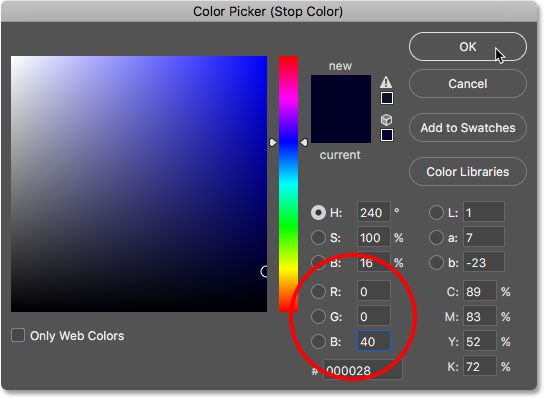 Color Picker (Stop Color)
new
current
OK
Cancel
Add to Swatches
Color Libraries
H: 240 °
S: 100 %
B: 16 %
R: 0
G: 0
B: 40
# 000028
L: 1
a: 7
b: -23
C: 89 %
M: 83 %
Y: 52 %
K: 72 %
Only Web Colors